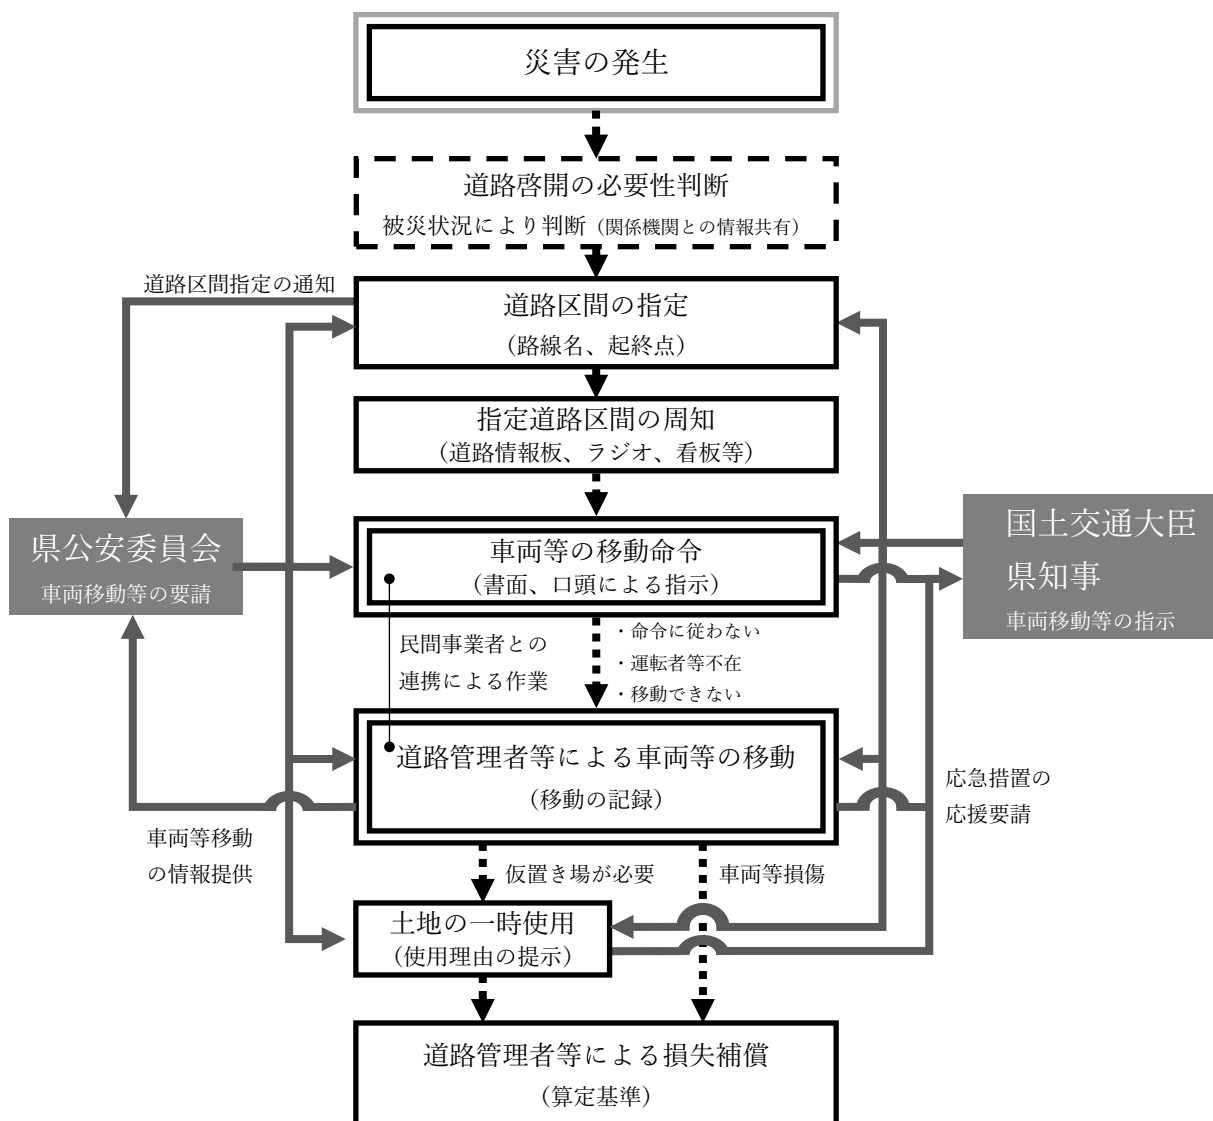 災害の発生
道路啓開の必要性判断
被災状況により判断（関係機関との情報共有）
道路区間指定の通知
道路区間の指定
（路線名、起終点）
指定道路区間の周知
（道路情報板、ラジオ、看板等）
県公安委員会
車両移動等の要請
車両等の移動命令
（書面、口頭による指示）
国土交通大臣
県知事
車両移動等の指示
民間事業者との
連携による作業
・命令に従わない
・運転者等不在
・移動できない
道路管理者等による車両等の移動
（移動の記録）
応急措置の
応援要請
車両等移動
の情報提供
仮置き場が必要
車両等損傷
土地の一時使用
（使用理由の提示）
道路管理者等による損失補償
（算定基準）